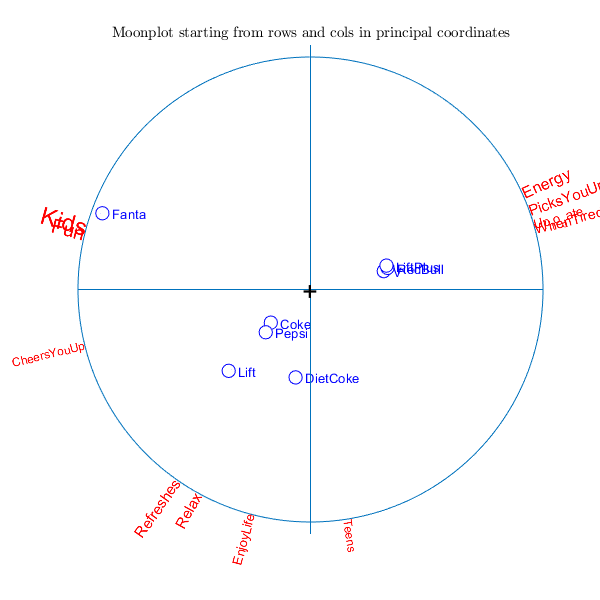 Moonplot starting from rows and cols in principal coordinates
Energy
PicksYouUp
WhenTired
Kids
Fun
Fanta
LiftPlus
RedBull
V
Coke
Pepsi
CheersYouUp
Lift
DietCoke
Refreshes
Relax
EnjoyLife
Teens